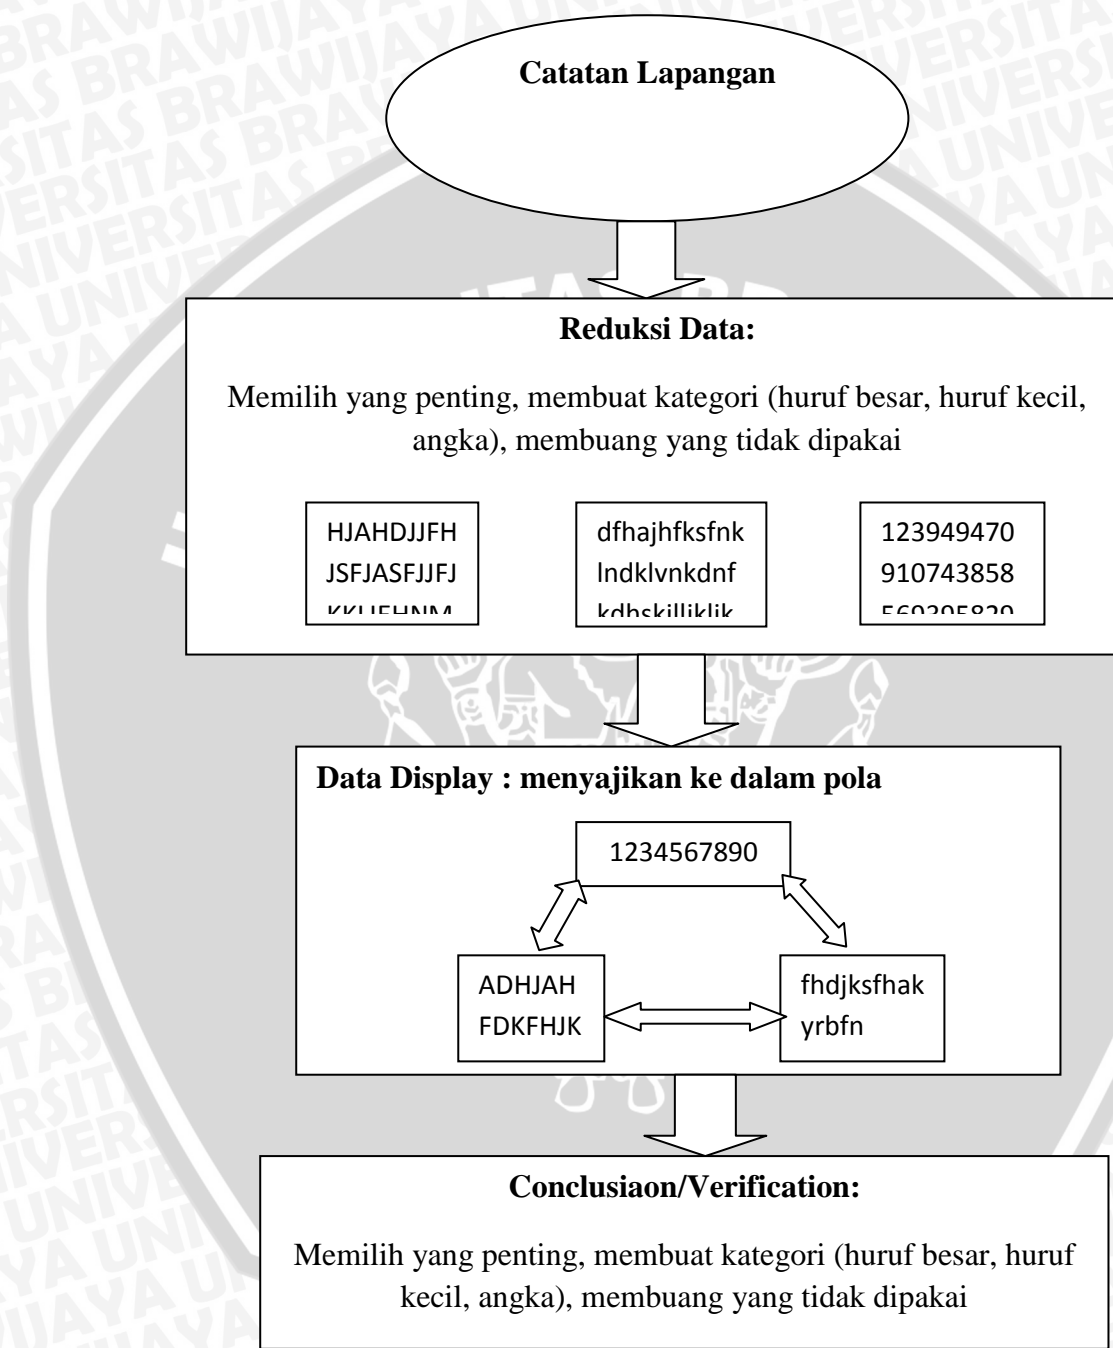 Catatan Lapangan
Reduksi Data:
Memilih yang penting, membuat kategori (huruf besar, huruf kecil,
angka), membuang yang tidak dipakai
HJAHDJJFH
JSFJASFJJFJ
dfhajhfksfnk
lndklvnkdnf
123949470
910743858
Data Display : menyajikan ke dalam pola
1234567890
ADHJAH
FDKFHJK
fhdjksfhak
yrbfn
Conclusiaon/Verification:
Memilih yang penting, membuat kategori (huruf besar, huruf
kecil, angka), membuang yang tidak dipakai